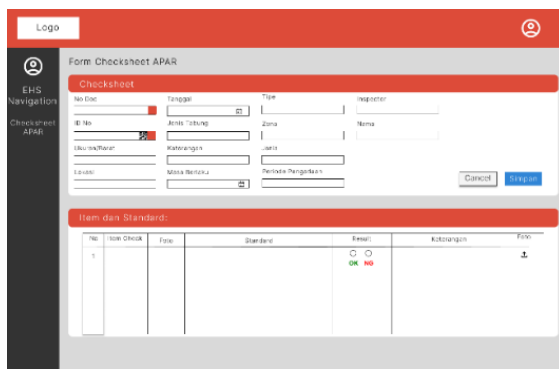 Logo
EHS
Navigation
Checksheet
APAR
Form Checksheet APAR
Checksheet
No Doc
Tanggal
Tipe
Inspector
ID No
Jenis Tabung
Zona
Nama
Ukuran/Berat
Keterangan
Jenis
Lokasi
Masa Berlaku
Periode Pengadaan
Cancel
Simpan
Item dan Standard:
No
Item Check
Foto
Standard
Result
Keterangan
Foto
1
OK NG